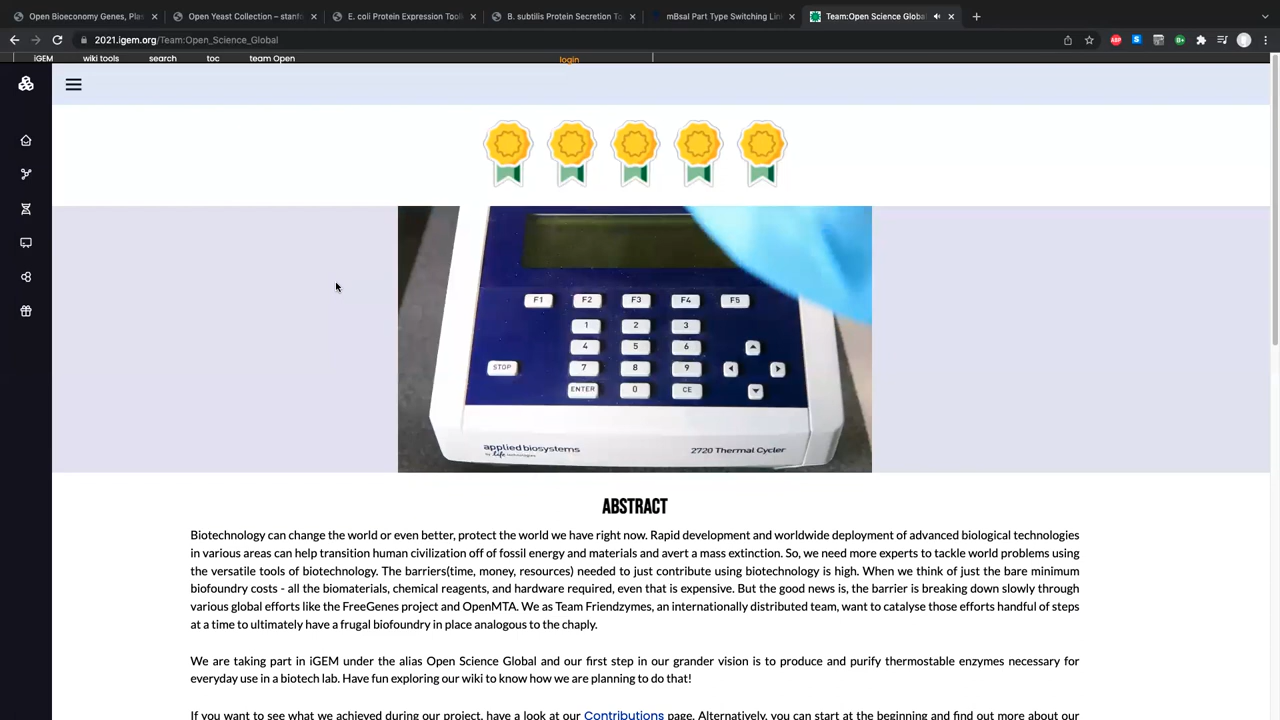 Open Bioeconomy Genes, Plas
Open Yeast Collection – stanfo
E. coli Protein Expression Toolk
B. subtilis Protein Secretion To
mBsaI Part Type Switching Lin
Team:Open Science Global
2021.igem.org/Team:Open_Science_Global
iGEM wiki tools search toc team Open login
F1 F2 F3 F4 F5
1 2 3
4 5 6
STOP 7 8 9
ENTER 0 CE
applied biosystems 2720 Thermal Cycler
by life technologies
ABSTRACT
Biotechnology can change the world or even better, protect the world we have right now. Rapid development and worldwide deployment of advanced biological technologies
in various areas can help transition human civilization off of fossil energy and materials and avert a mass extinction. So, we need more experts to tackle world problems using
the versatile tools of biotechnology. The barriers(time, money, resources) needed to just contribute using biotechnology is high. When we think of just the bare minimum
biofoundry costs - all the biomaterials, chemical reagents, and hardware required, even that is expensive. But the good news is, the barrier is breaking down slowly through
various global efforts like the FreeGenes project and OpenMTA. We as Team Friendzymes, an internationally distributed team, want to catalyse those efforts handful of steps
at a time to ultimately have a frugal biofoundry in place analogous to the chaply.
We are taking part in iGEM under the alias Open Science Global and our first step in our grander vision is to produce and purify thermostable enzymes necessary for
everyday use in a biotech lab. Have fun exploring our wiki to know how we are planning to do that!
If you want to see what we achieved during our project, have a look at our Contributions page. Alternatively, you can start at the beginning and find out more about our